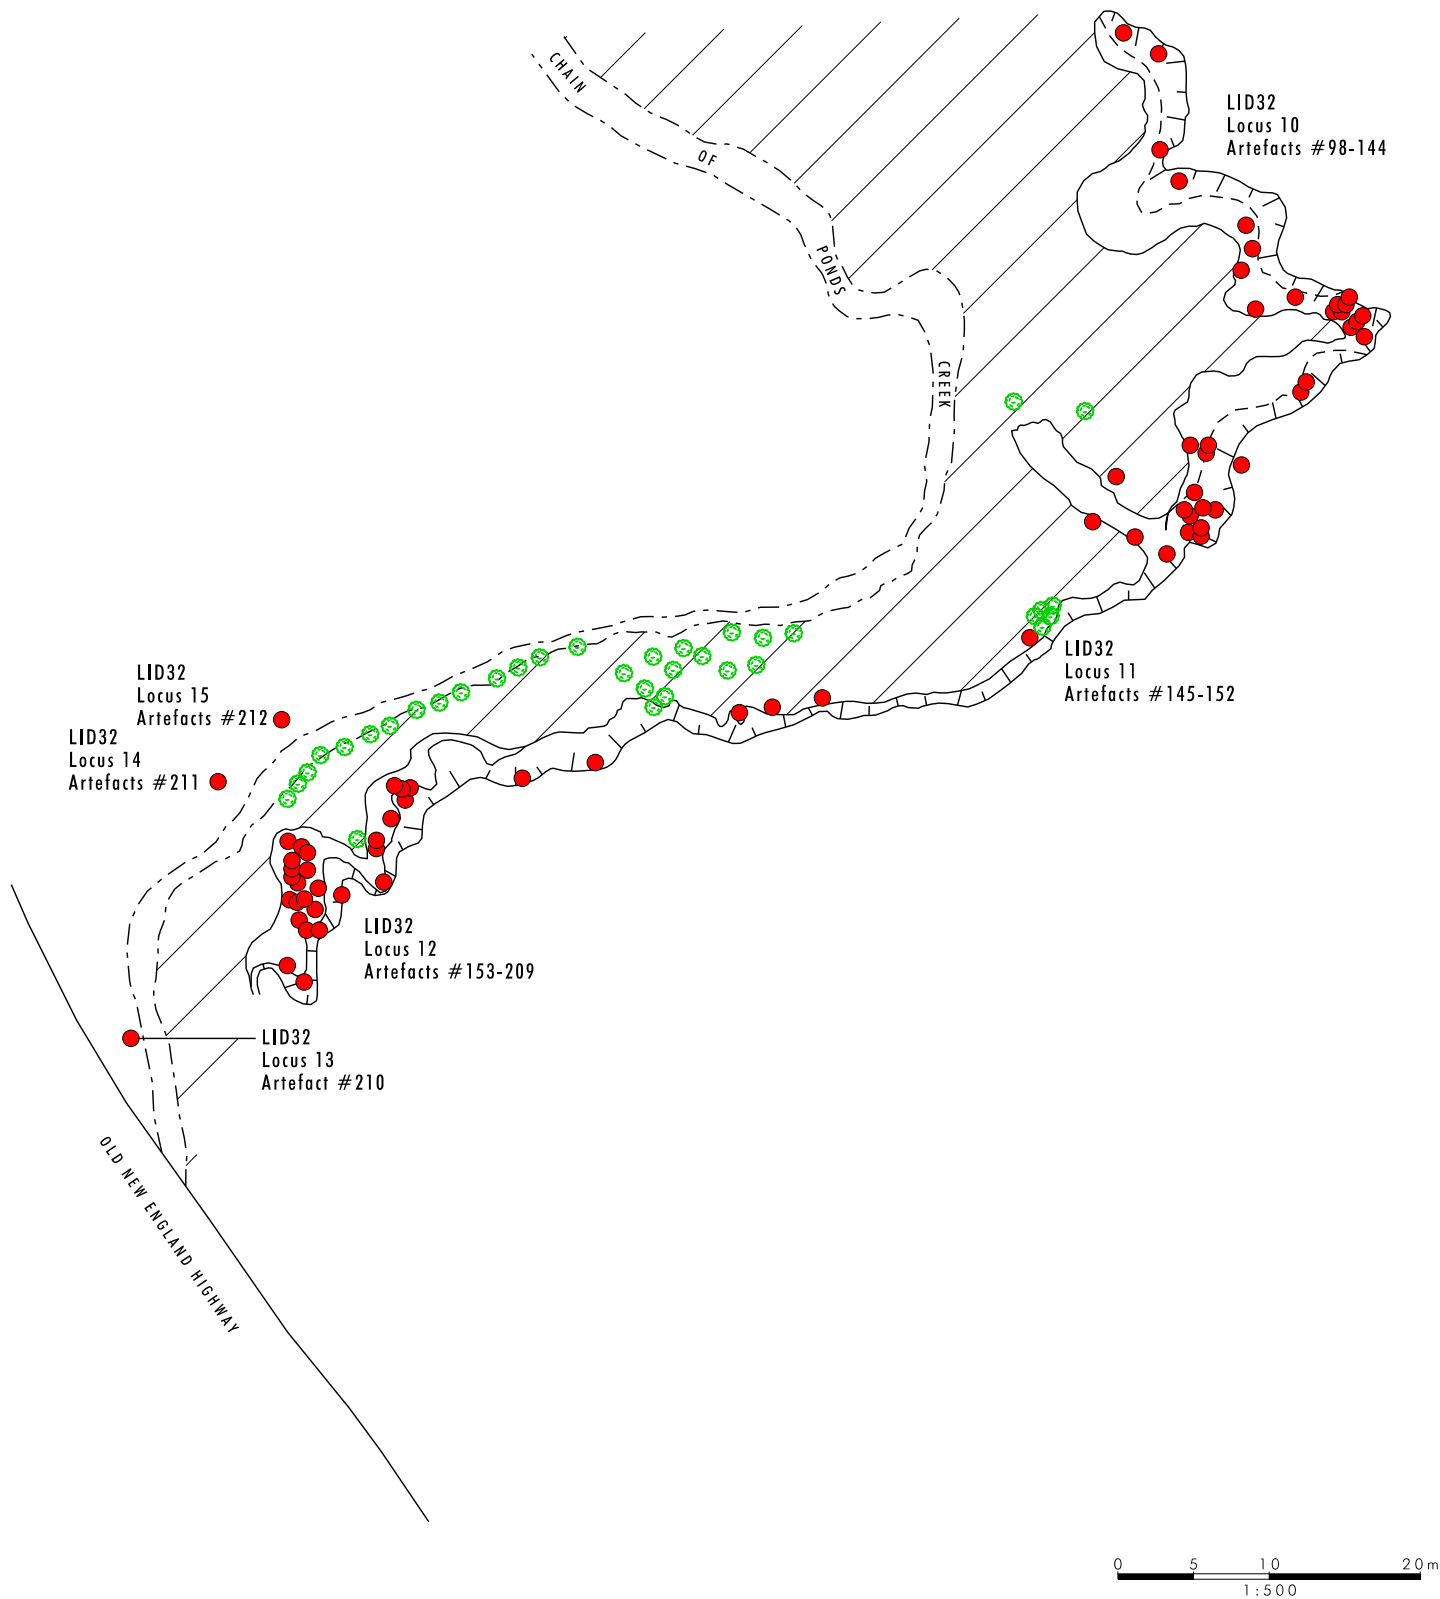 CHAIN
OF
PONDS
CREEK
LID32
Locus 10
Artefacts #98-144
LID32
Locus 11
Artefacts #145-152
LID32
Locus 15
Artefacts #212
LID32
Locus 14
Artefacts #211
LID32
Locus 12
Artefacts #153-209
LID32
Locus 13
Artefact #210
OLD NEW ENGLAND HIGHWAY
0 5 10 20m
1:500